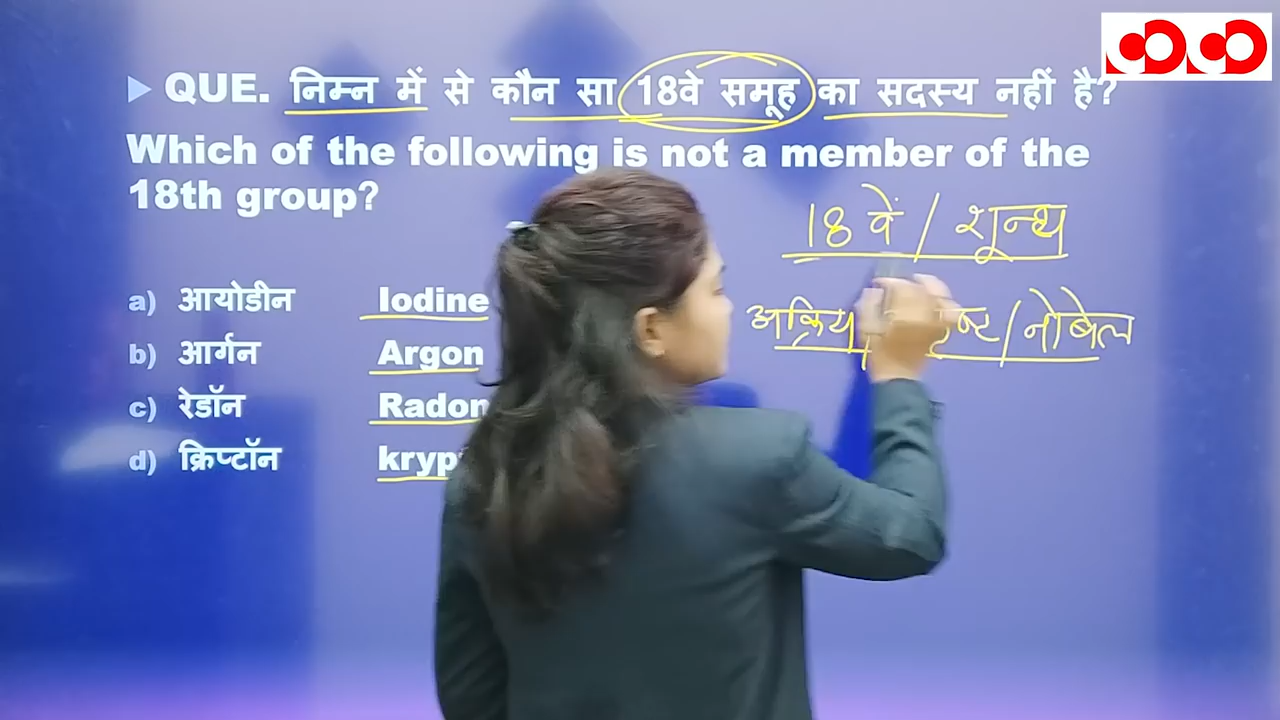 QUE. निम्न में से कौन सा 18वे समूह का सदस्य नहीं है?
Which of the following is not a member of the
18th group?
18 वें / शून्य
a) आयोडीन Iodine
अक्रिय / नोबेल
b) आर्गन Argon
c) रेडॉन Radon
d) क्रिप्टॉन